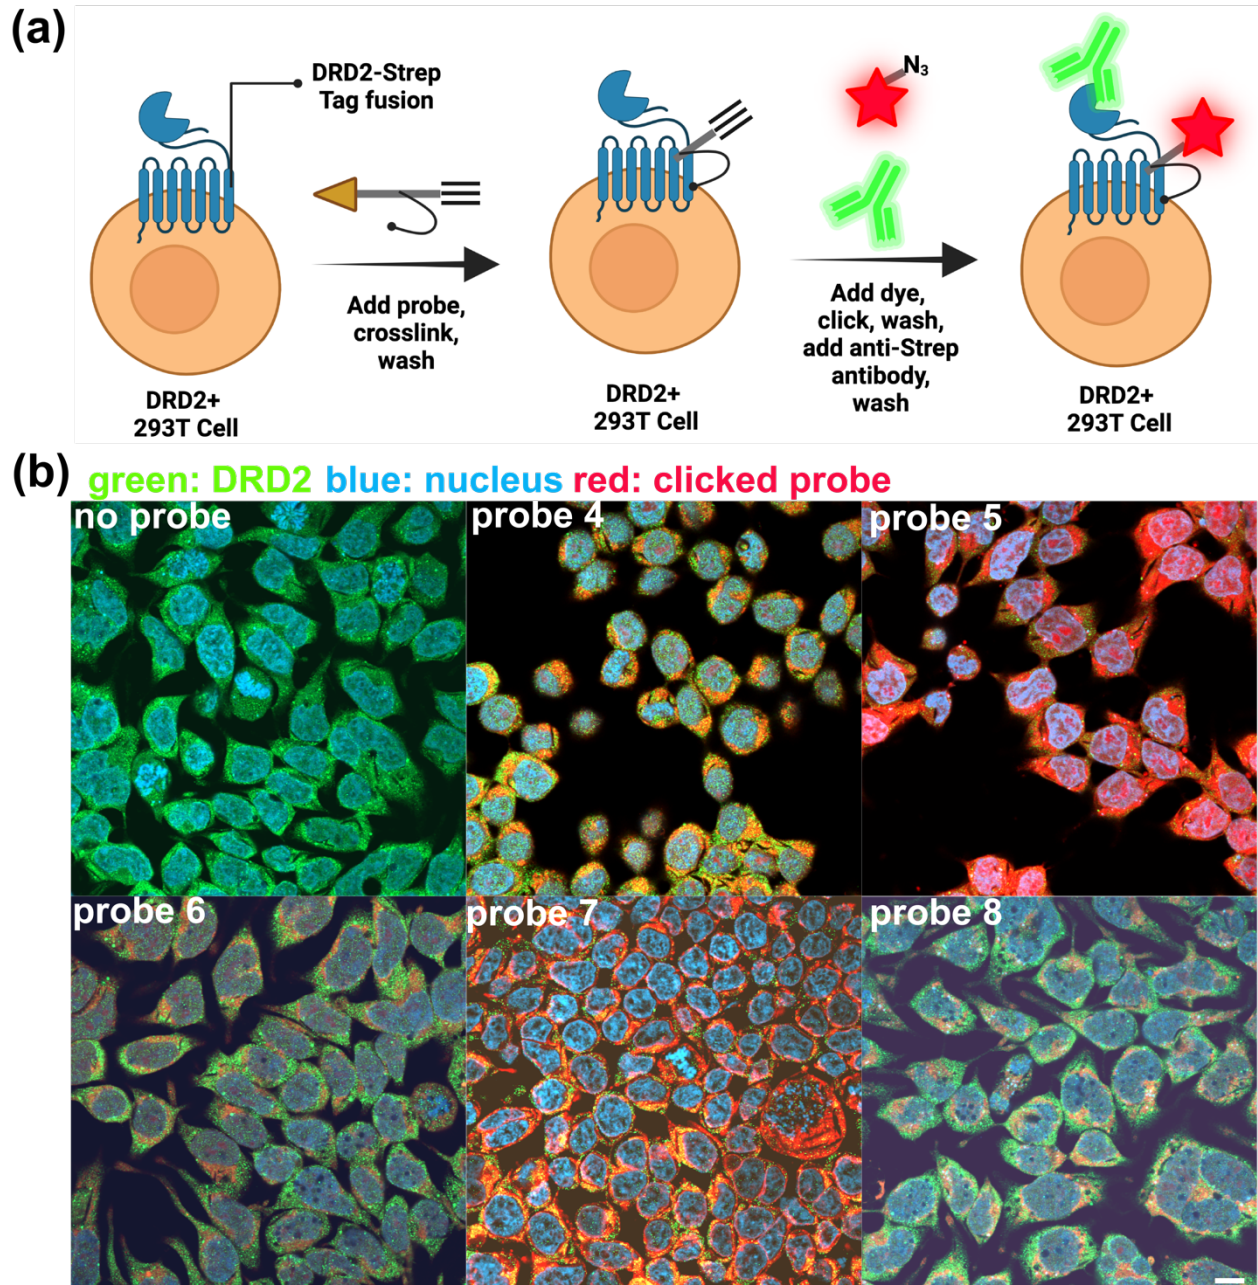 (a)
DRD2-Strep
Tag fusion
N3
Add probe,
crosslink,
wash
Add dye,
click, wash,
add anti-Strep
antibody,
wash
DRD2+
293T Cell
DRD2+
293T Cell
DRD2+
293T Cell
(b)
green: DRD2 blue: nucleus red: clicked probe
no probe
probe 4
probe 5
probe 6
probe 7
probe 8